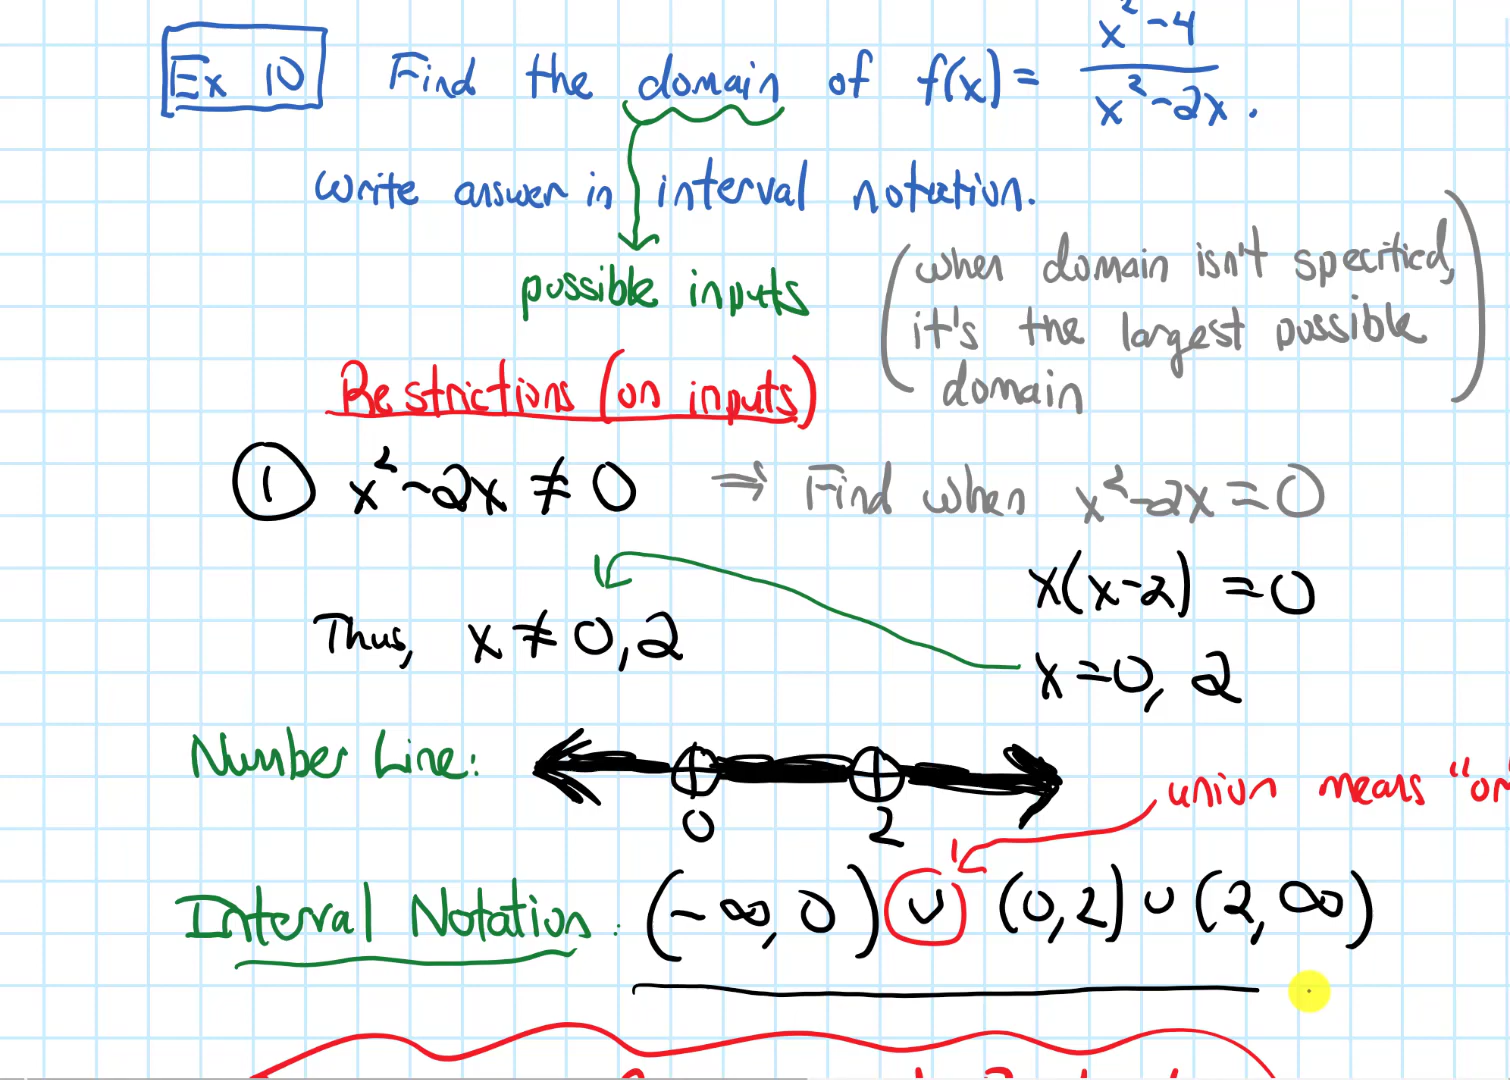 Ex 10 Find the domain of f(x) = (x² - 4)/(x² - 2x).
Write answer in interval notation.
possible inputs
(when domain isn't specified,
it's the largest possible
domain)
Restrictions (on inputs)
① x² - 2x ≠ 0 ⇒ Find when x² - 2x = 0
x(x - 2) = 0
Thus, x ≠ 0, 2
x = 0, 2
Number Line:
0 2
union means "or
Interval Notation: (-∞, 0) ∪ (0, 2) ∪ (2, ∞)